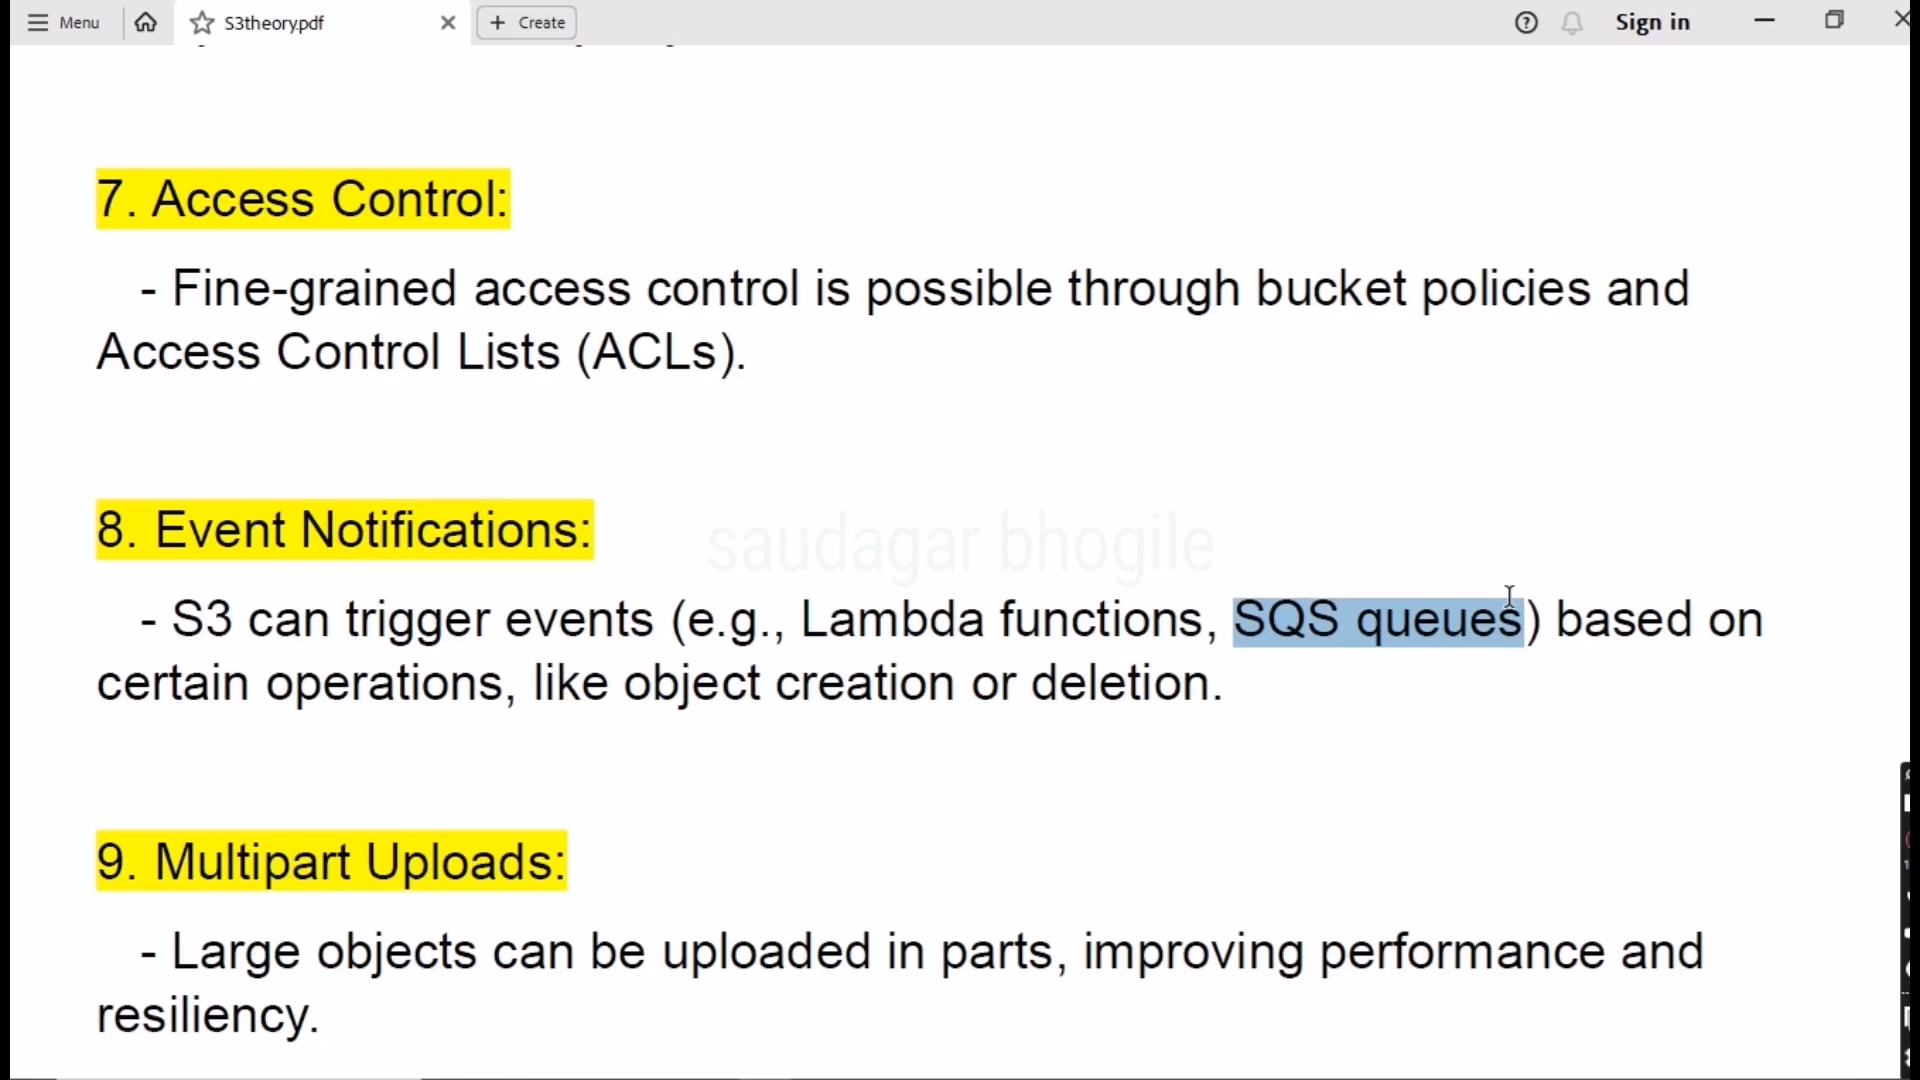 Menu
S3theory.pdf
Create
Sign in
7. Access Control:
- Fine-grained access control is possible through bucket policies and
Access Control Lists (ACLs).
8. Event Notifications:
saudagar bhogile
- S3 can trigger events (e.g., Lambda functions, SQS queues) based on
certain operations, like object creation or deletion.
9. Multipart Uploads:
- Large objects can be uploaded in parts, improving performance and
resiliency.